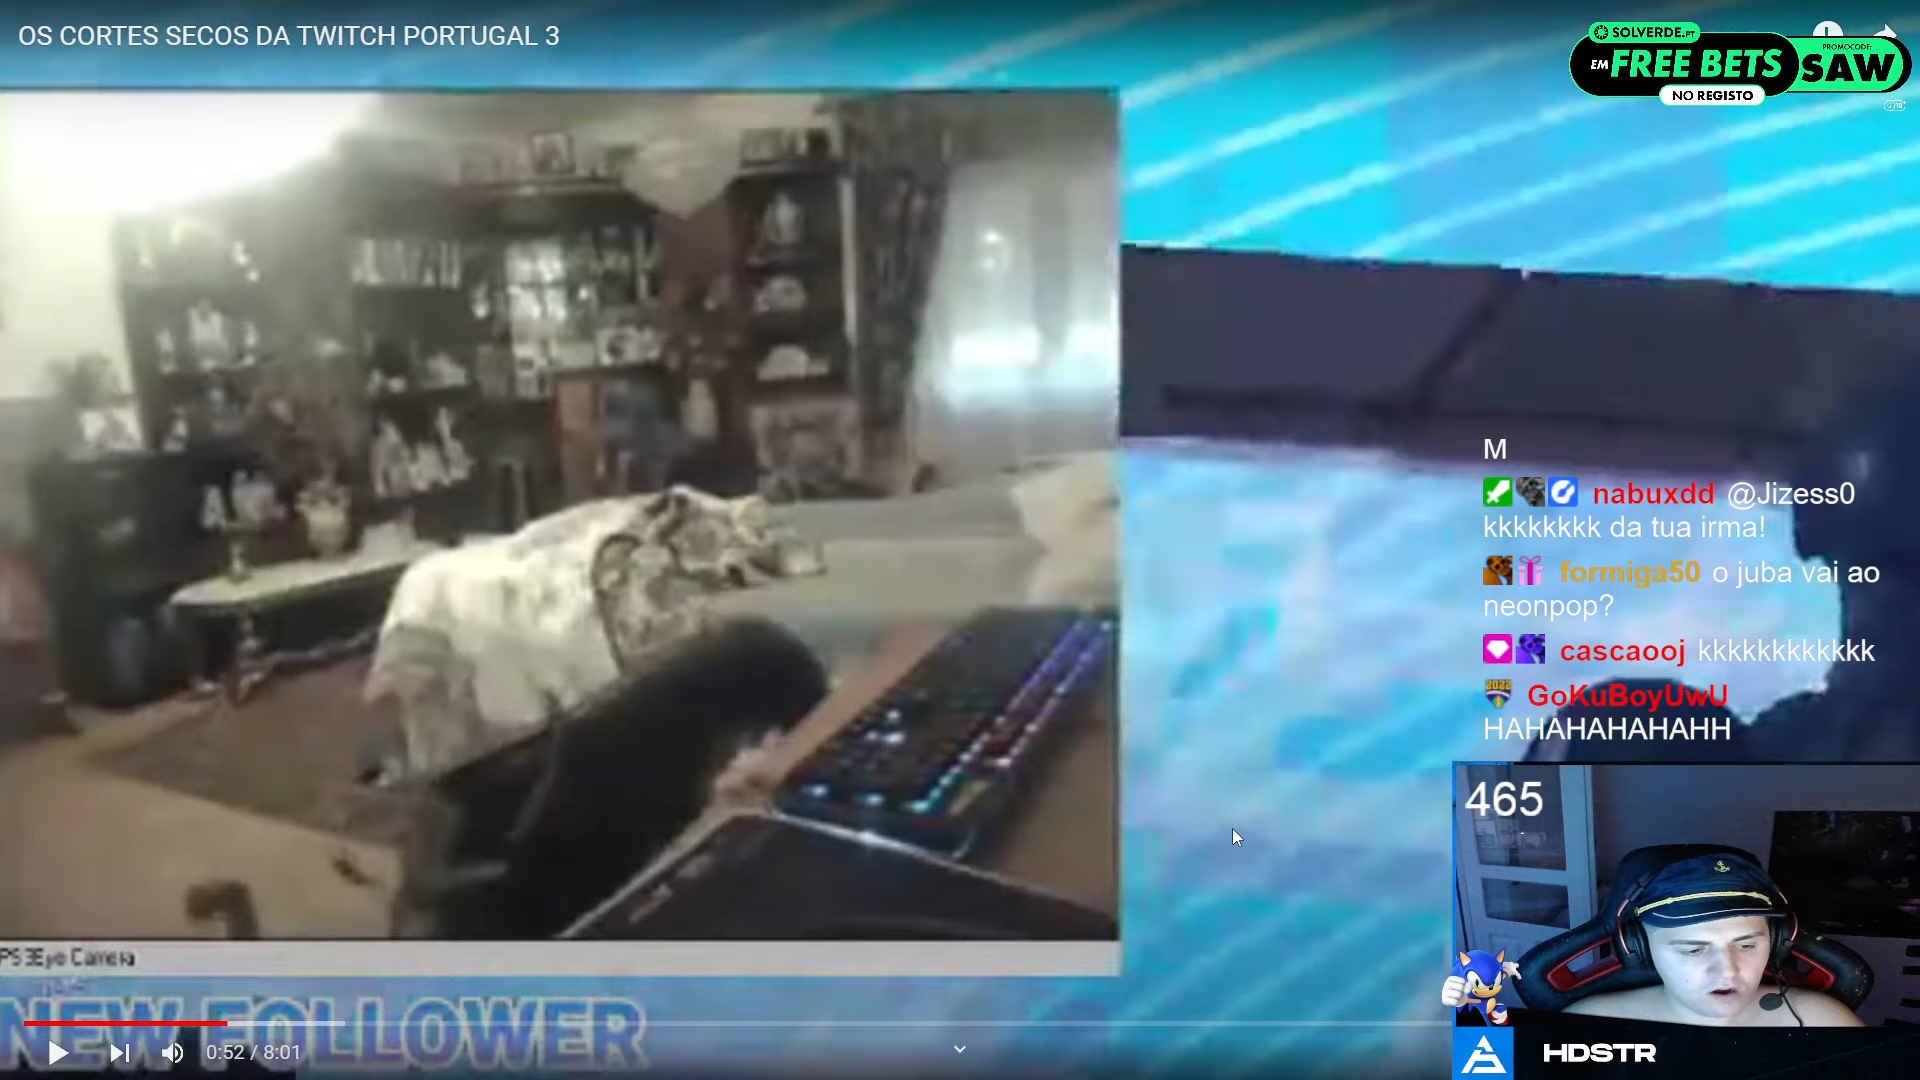 OS CORTES SECOS DA TWITCH PORTUGAL 3
SOLVERDE.PT
EM FREE BETS
PROMOCODE:
SAW
NO REGISTO
M
nabuxdd @Jizess0
kkkkkkkk da tua irma!
formiga50 o juba vai ao
neonpop?
cascaooj kkkkkkkkkkkk
2022
GoKuBoyUwU
HAHAHAHAHAHH
465
PS3Eye Camera
NEW FOLLOWER
0:52 / 8:01
HDSTR